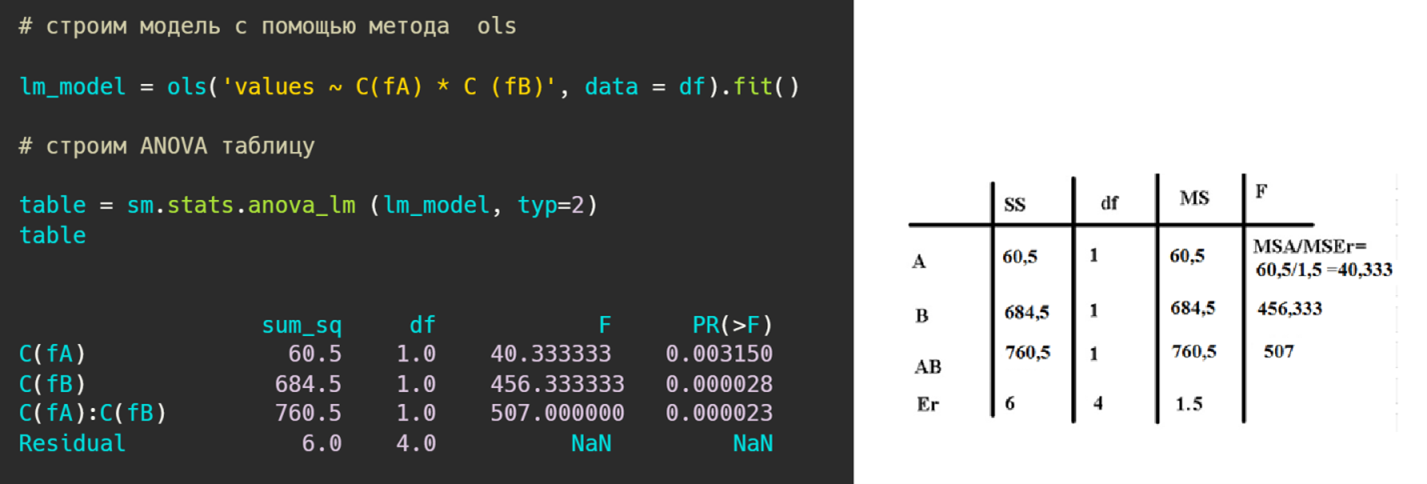 # строим модель с помощью метода  ols
lm_model = ols('values ~ C(fA) * C (fB)', data = df).fit()
# строим ANOVA таблицу
table = sm.stats.anova_lm (lm_model, typ=2)
table
sum_sq df F PR(>F)
C(fA) 60.5 1.0 40.333333 0.003150
C(fB) 684.5 1.0 456.333333 0.000028
C(fA):C(fB) 760.5 1.0 507.000000 0.000023
Residual 6.0 4.0 NaN NaN
SS df MS F
A 60,5 1 60,5 MSA/MSEr=
60,5/1,5 =40,333
B 684,5 1 684,5 456,333
AB 760,5 1 760,5 507
Er 6 4 1.5